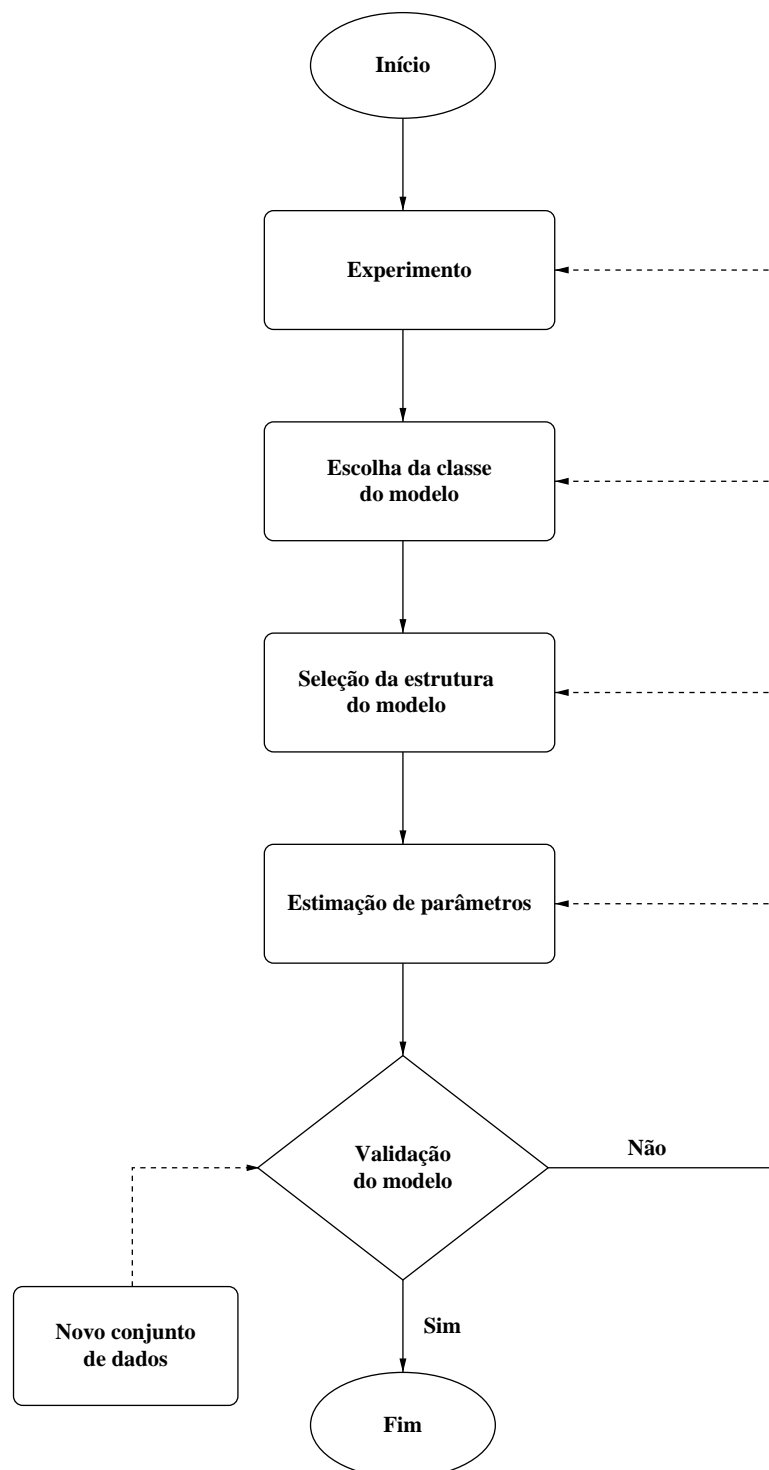 Início
Experimento
Escolha da classe
do modelo
Seleção da estrutura
do modelo
Estimação de parâmetros
Validação
do modelo
Não
Novo conjunto
de dados
Sim
Fim